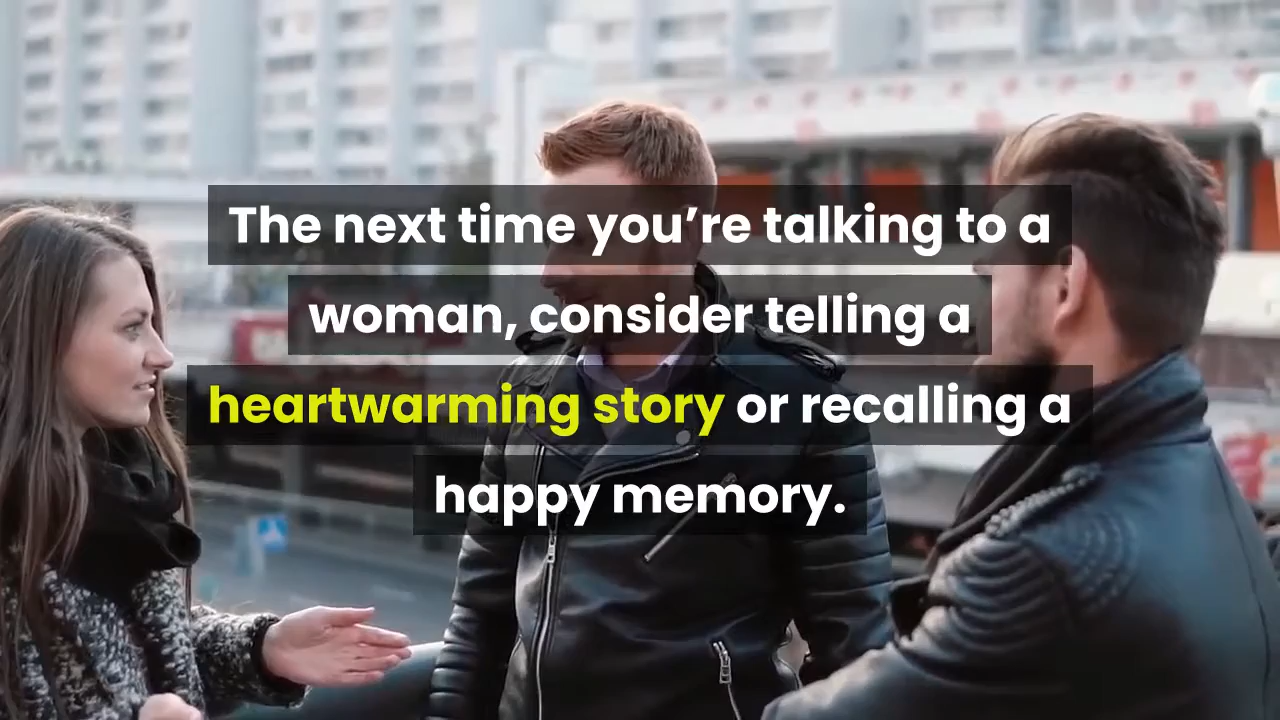 The next time you’re talking to a
woman, consider telling a
heartwarming story or recalling a
happy memory.